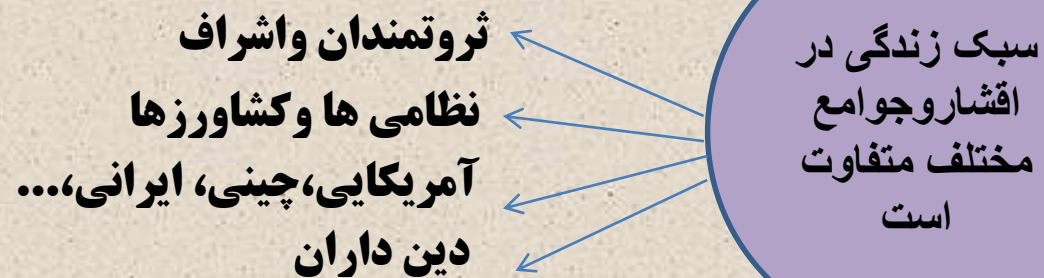 سبک زندگی در
اقشاروجوامع
مختلف متفاوت
است
ثروتمندان واشراف
نظامی ها وکشاورزها
آمریکایی،چینی، ایرانی،...
دین داران